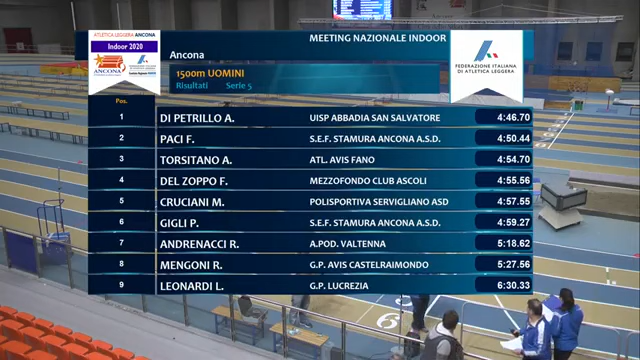 MEETING NAZIONALE INDOOR
ATLETICA LEGGERA ANCONA
Indoor 2020
ANCONA
Ancona
1500m UOMINI
Risultati Serie 5
FEDERAZIONE ITALIANA
DI ATLETICA LEGGERA
Pos.
1 DI PETRILLO A. UISP ABBADIA SAN SALVATORE 4:46.70
2 PACI F. S.E.F. STAMURA ANCONA A.S.D. 4:50.44
3 TORSITANO A. ATL. AVIS FANO 4:54.70
4 DEL ZOPPO F. MEZZOFONDO CLUB ASCOLI 4:55.56
5 CRUCIANI M. POLISPORTIVA SERVIGLIANO ASD 4:57.55
6 GIGLI P. S.E.F. STAMURA ANCONA A.S.D. 4:59.27
7 ANDRENACCI R. A.POD. VALTENNA 5:18.62
8 MENGONI R. G.P. AVIS CASTELRAIMONDO 5:27.56
9 LEONARDI L. G.P. LUCREZIA 6:30.33